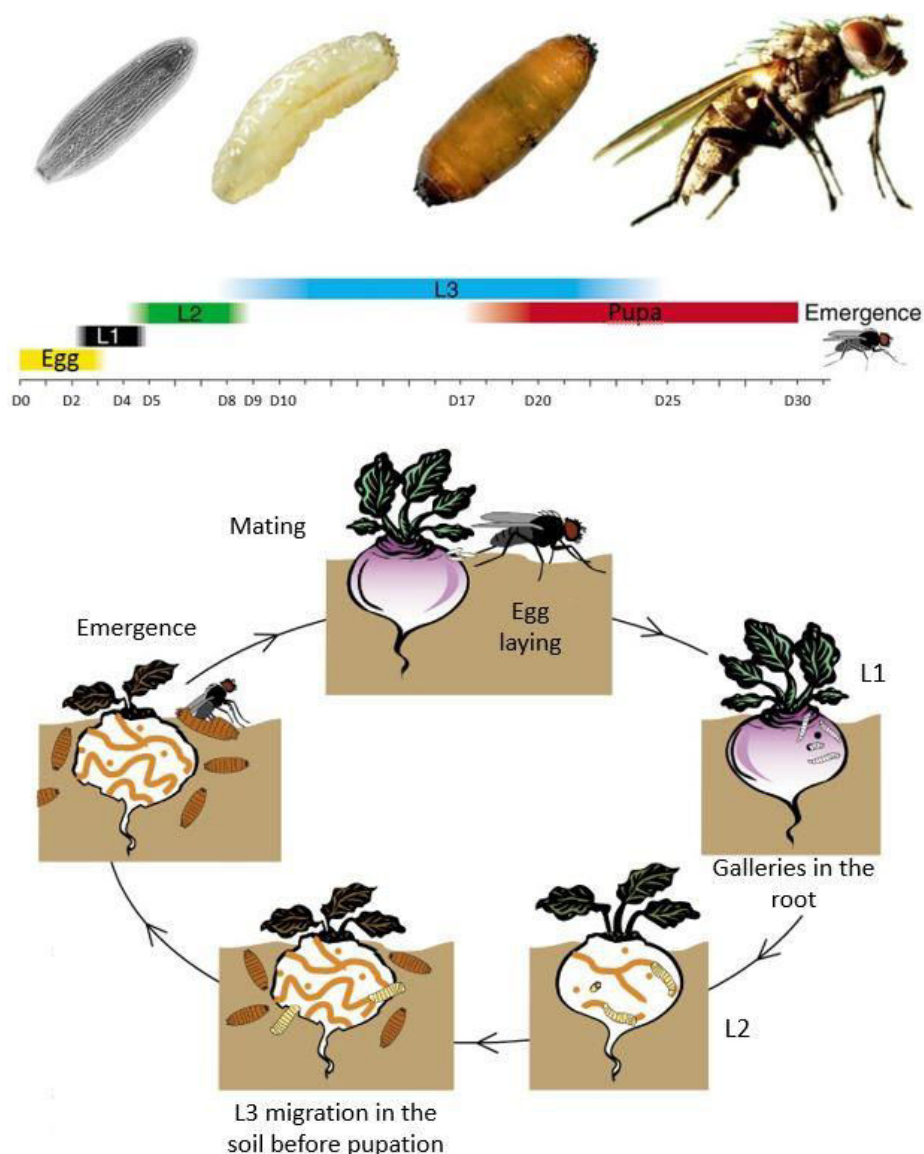 L3
L2
Pupa
Emergence
L1
Egg
D0 D2 D4 D5 D8 D9 D10 D17 D20 D25 D30
Mating
Egg
laying
Emergence
L1
Galleries in the
root
L2
L3 migration in the
soil before pupation